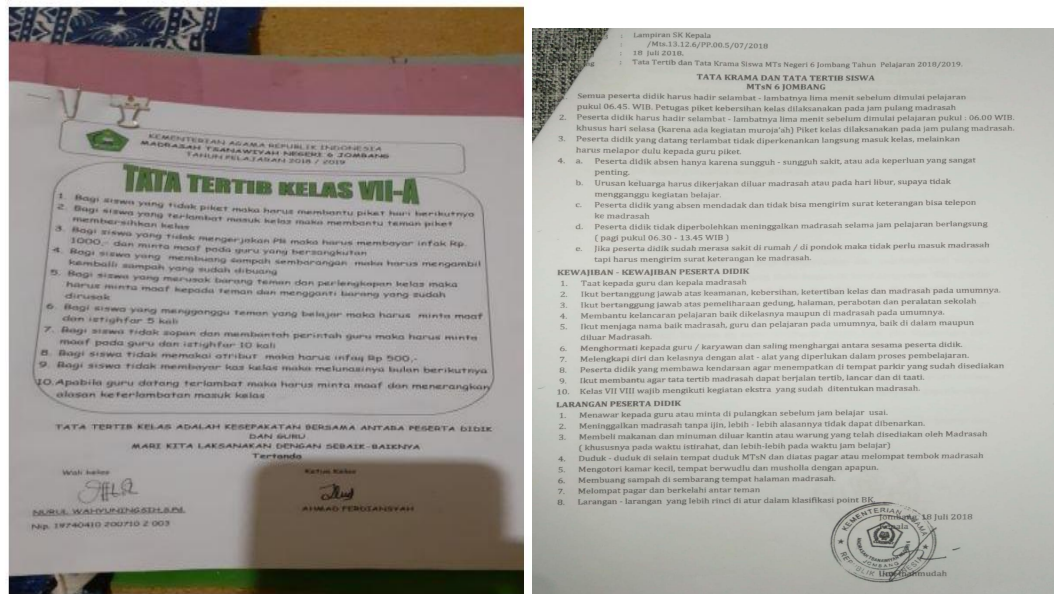 KEMENTERIAN AGAMA REPUBLIK INDONESIA
MADRASAH TSANAWIYAH NEGERI 6 JOMBANG
TAHUN PELAJARAN 2018 / 2019
TATA TERTIB KELAS VII-A
1. Bagi siswa yang tidak piket maka harus membantu piket hari berikutnya
2. Bagi siswa yang terlambat masuk kelas maka membantu teman piket
membersihkan kelas
3. Bagi siswa yang tidak mengerjakan PR maka harus membayar infak Rp.
1000,- dan minta maaf pada guru yang bersangkutan
4. Bagi siswa yang membuang sampah sembarangan maka harus mengambil
kembali sampah yang sudah dibuang
5. Bagi siswa yang merusak barang teman dan perlengkapan kelas maka
harus minta maaf kepada teman dan mengganti barang yang sudah
dirusak
6. Bagi siswa yang mengganggu teman yang belajar maka harus minta maaf
dan istighfar 5 kali
7. Bagi siswa tidak sopan dan membantah perintah guru maka harus minta
maaf pada guru dan istighfar 10 kali
8. Bagi siswa tidak memakai atribut maka harus infaq Rp 500,-
9. Bagi siswa tidak membayar kas kelas maka melunasinya bulan berikutnya
10. Apabila guru datang terlambat maka harus minta maaf dan menerangkan
alasan keterlambatan masuk kelas
TATA TERTIB KELAS ADALAH KESEPAKATAN BERSAMA ANTARA PESERTA DIDIK
DAN GURU
MARI KITA LAKSANAKAN DENGAN SEBAIK-BAIKNYA
Tertanda
Wali kelas
Ketua Kelas
NURUL WAHYUNINGSIH,S.Pd.
AHMAD FERDIANSYAH
Nip. 19740410 200710 2 003
: Lampiran SK Kepala
: /Mts.13.12.6/PP.00.5/07/2018
: 18 Juli 2018.
: Tata Tertib dan Tata Krama Siswa MTs Negeri 6 Jombang Tahun Pelajaran 2018/2019.
TATA KRAMA DAN TATA TERTIB SISWA
MTsN 6 JOMBANG
Semua peserta didik harus hadir selambat - lambatnya lima menit sebelum dimulai pelajaran
pukul 06.45. WIB. Petugas piket kebersihan kelas dilaksanakan pada jam pulang madrasah
2. Peserta didik harus hadir selambat - lambatnya lima menit sebelum dimulai pelajaran pukul : 06.00 WIB.
khusus hari selasa (karena ada kegiatan muroja'ah) Piket kelas dilaksanakan pada jam pulang madrasah.
3. Peserta didik yang datang terlambat tidak diperkenankan langsung masuk kelas, melainkan
harus melapor dulu kepada guru piket.
4. a. Peserta didik absen hanya karena sungguh - sungguh sakit, atau ada keperluan yang sangat
penting.
b. Urusan keluarga harus dikerjakan diluar madrasah atau pada hari libur, supaya tidak
mengganggu kegiatan belajar.
c. Peserta didik yang absen mendadak dan tidak bisa mengirim surat keterangan bisa telepon
ke madrasah
d. Peserta didik tidak diperbolehkan meninggalkan madrasah selama jam pelajaran berlangsung
( pagi pukul 06.30 - 13.45 WIB )
e. Jika peserta didik sudah merasa sakit di rumah / di pondok maka tidak perlu masuk madrasah
tapi harus mengirim surat keterangan ke madrasah.
KEWAJIBAN - KEWAJIBAN PESERTA DIDIK
1. Taat kepada guru dan kepala madrasah
2. Ikut bertanggung jawab atas keamanan, kebersihan, ketertiban kelas dan madrasah pada umumnya.
3. Ikut bertanggung jawab atas pemeliharaan gedung, halaman, perabotan dan peralatan sekolah
4. Membantu kelancaran pelajaran baik dikelasnya maupun di madrasah pada umumnya.
5. Ikut menjaga nama baik madrasah, guru dan pelajaran pada umumnya, baik di dalam maupun
diluar Madrasah.
6. Menghormati kepada guru / karyawan dan saling menghargai antara sesama peserta didik.
7. Melengkapi diri dan kelasnya dengan alat - alat yang diperlukan dalam proses pembelajaran.
8. Peserta didik yang membawa kendaraan agar menempatkan di tempat parkir yang sudah disediakan
9. Ikut membantu agar tata tertib madrasah dapat berjalan tertib, lancar dan di taati.
10. Kelas VII VIII wajib mengikuti kegiatan ekstra yang sudah ditentukan madrasah.
LARANGAN PESERTA DIDIK
1. Menawar kepada guru atau minta di pulangkan sebelum jam belajar usai.
2. Meninggalkan madrasah tanpa ijin, lebih - lebih alasannya tidak dapat dibenarkan.
3. Membeli makanan dan minuman diluar kantin atau warung yang telah disediakan oleh Madrasah
( khususnya pada waktu istirahat, dan lebih-lebih pada waktu jam belajar)
4. Duduk - duduk di selain tempat duduk MTsN dan diatas pagar atau melompat tembok madrasah
5. Mengotori kamar kecil, tempat berwudlu dan musholla dengan apapun.
6. Membuang sampah di sembarang tempat halaman madrasah.
7. Melompat pagar dan berkelahi antar teman
8. Larangan - larangan yang lebih rinci di atur dalam klasifikasi point BK.
Jombang, 18 Juli 2018
Kepala
KEMENTERIAN AGAMA
JOMBANG
REPUBLIK INDONESIA